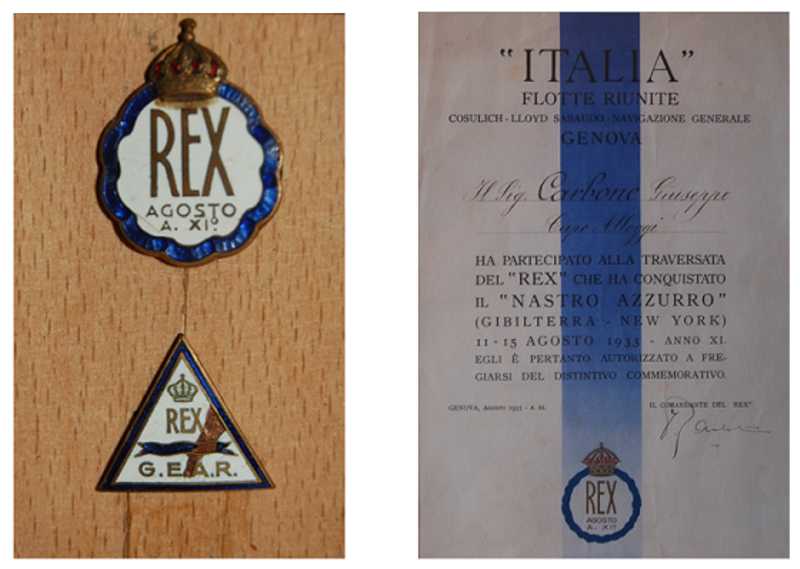 REX
AGOSTO
A. XIº.
REX
G.E.A.R.
"ITALIA"
FLOTTE RIUNITE
COSULICH - LLOYD SABAUDO - NAVIGAZIONE GENERALE
GENOVA
Il Sig. Carbone Giuseppe
Capo Alloggi
HA PARTECIPATO ALLA TRAVERSATA
DEL "REX" CHE HA CONQUISTATO
IL "NASTRO AZZURRO"
(GIBILTERRA - NEW YORK)
11 - 15 AGOSTO 1933 - ANNO XI.
EGLI È PERTANTO AUTORIZZATO A FRE-
GIARSI DEL DISTINTIVO COMMEMORATIVO.
GENOVA, AGOSTO 1933 - A. XI.
IL COMANDANTE DEL "REX"
REX
AGOSTO
A. XIº